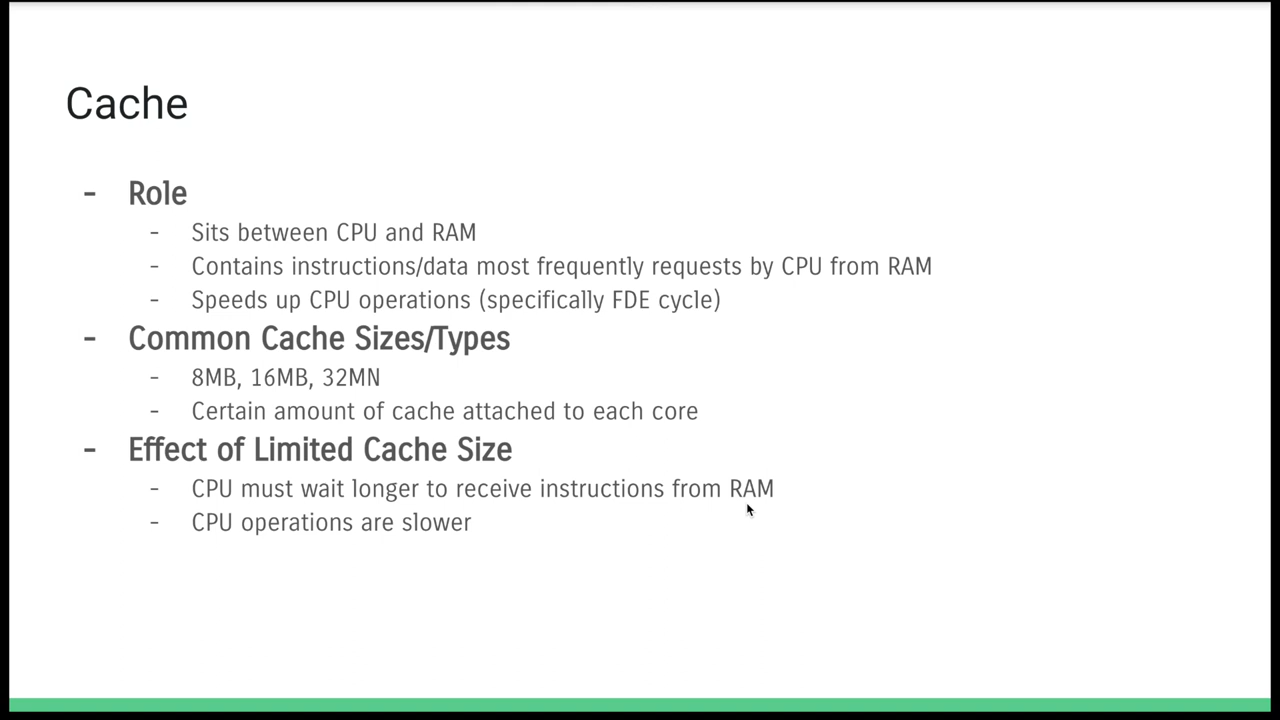 Cache
- Role
- Sits between CPU and RAM
- Contains instructions/data most frequently requests by CPU from RAM
- Speeds up CPU operations (specifically FDE cycle)
- Common Cache Sizes/Types
- 8MB, 16MB, 32MN
- Certain amount of cache attached to each core
- Effect of Limited Cache Size
- CPU must wait longer to receive instructions from RAM
- CPU operations are slower